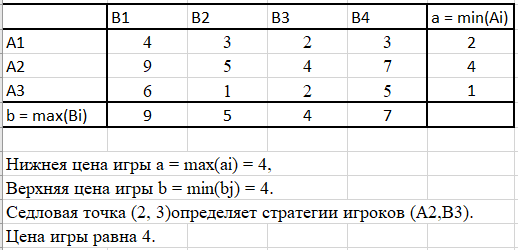 B1 B2 B3 B4 a = min(Ai)
A1 4 3 2 3 2
A2 9 5 4 7 4
A3 6 1 2 5 1
b = max(Bi) 9 5 4 7
Нижнея цена игры a = max(ai) = 4,
Верхняя цена игры b = min(bj) = 4.
Седловая точка (2, 3)определяет стратегии игроков (A2,B3).
Цена игры равна 4.